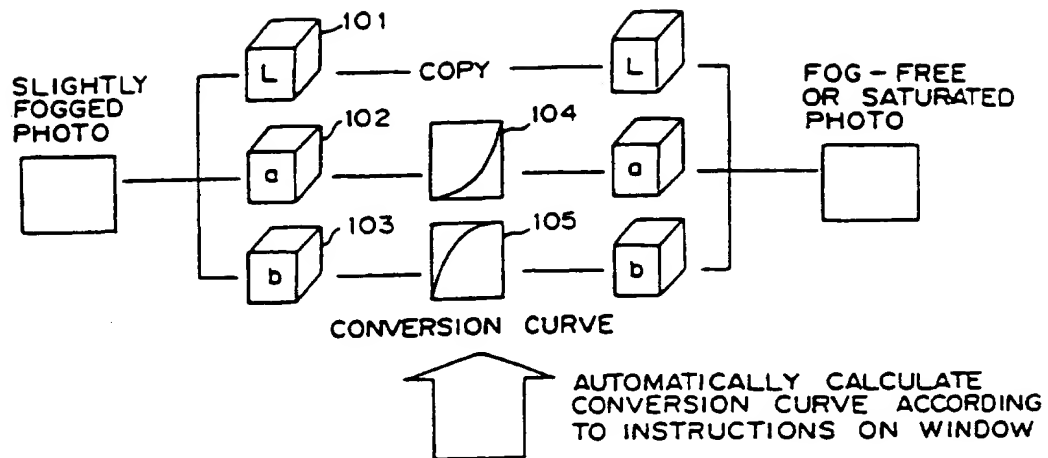 SLIGHTLY
FOGGED
PHOTO
L
101
COPY
L
a
102
104
a
b
103
105
b
CONVERSION CURVE
FOG-FREE
OR SATURATED
PHOTO
AUTOMATICALLY CALCULATE
CONVERSION CURVE ACCORDING
TO INSTRUCTIONS ON WINDOW